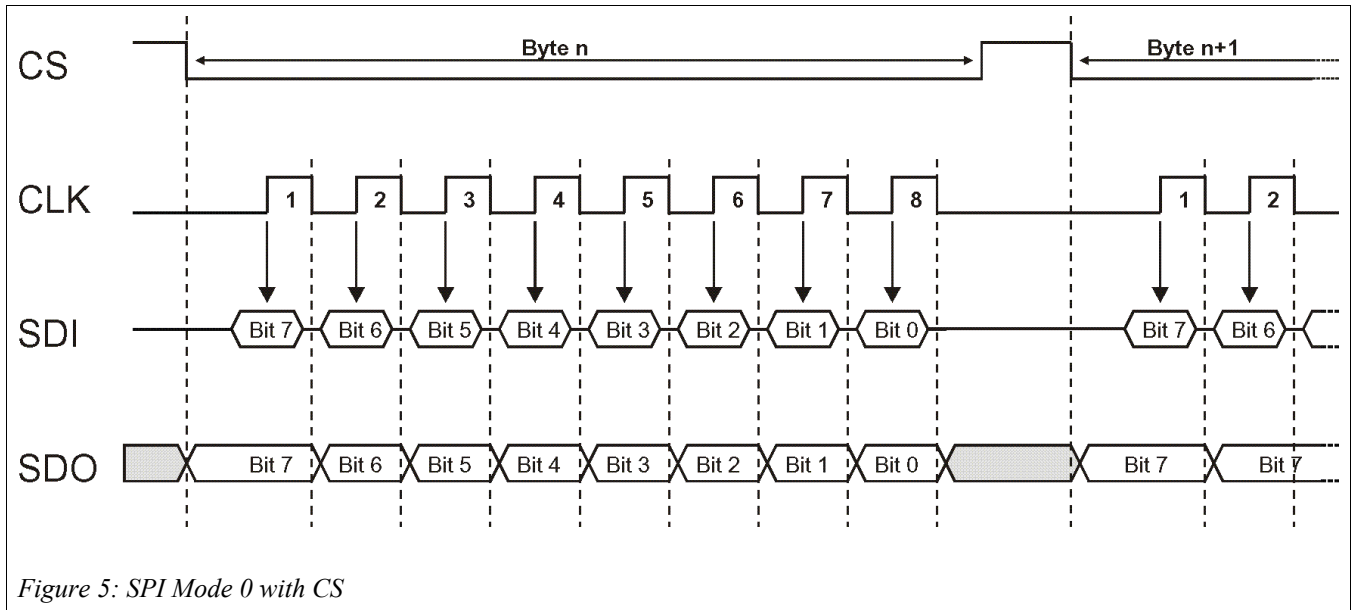 CS Byte n Byte n+1
CLK 1 2 3 4 5 6 7 8 1 2
SDI Bit 7 Bit 6 Bit 5 Bit 4 Bit 3 Bit 2 Bit 1 Bit 0 Bit 7 Bit 6
SDO Bit 7 Bit 6 Bit 5 Bit 4 Bit 3 Bit 2 Bit 1 Bit 0 Bit 7 Bit 7
Figure 5: SPI Mode 0 with CS